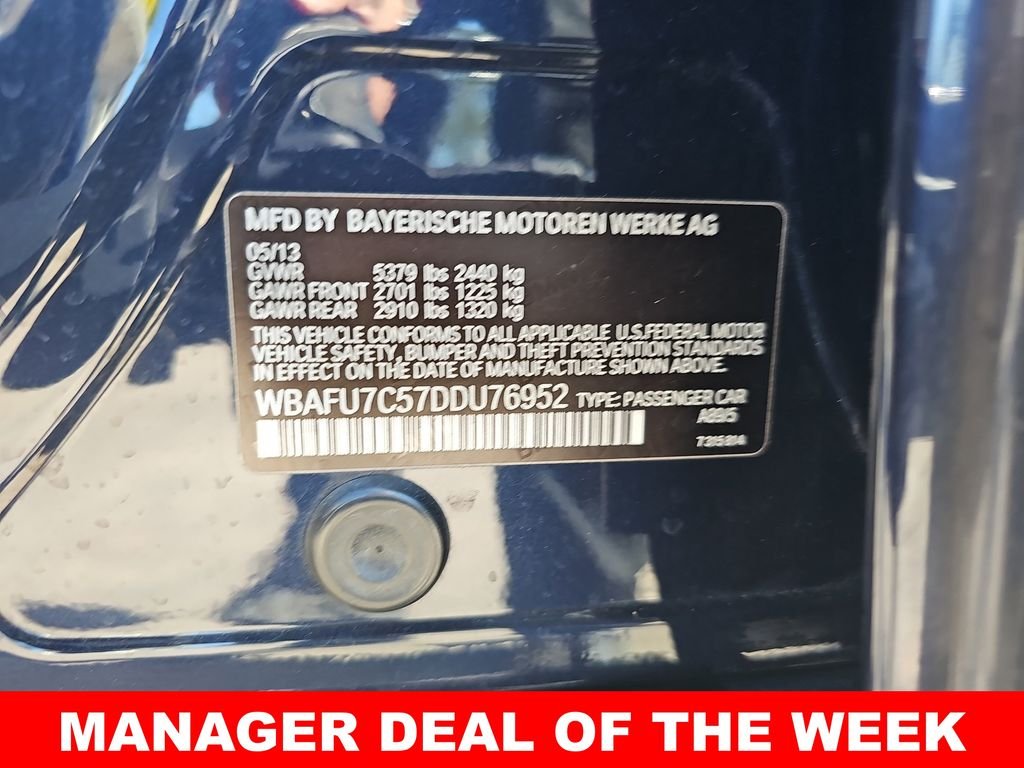 MFD BY BAYERISCHE MOTOREN WERKE AG
05/13
GVWR 5379 lbs 2440 kg
GAWR FRONT 2701 lbs 1225 kg
GAWR REAR 2910 lbs 1320 kg
THIS VEHICLE CONFORMS TO ALL APPLICABLE U.S.FEDERAL MOTOR
VEHICLE SAFETY, BUMPER AND THEFT PREVENTION STANDARDS
IN EFFECT ON THE DATE OF MANUFACTURE SHOWN ABOVE.
WBAFU7C57DDU76952 TYPE: PASSENGER CAR
MANAGER DEAL OF THE WEEK